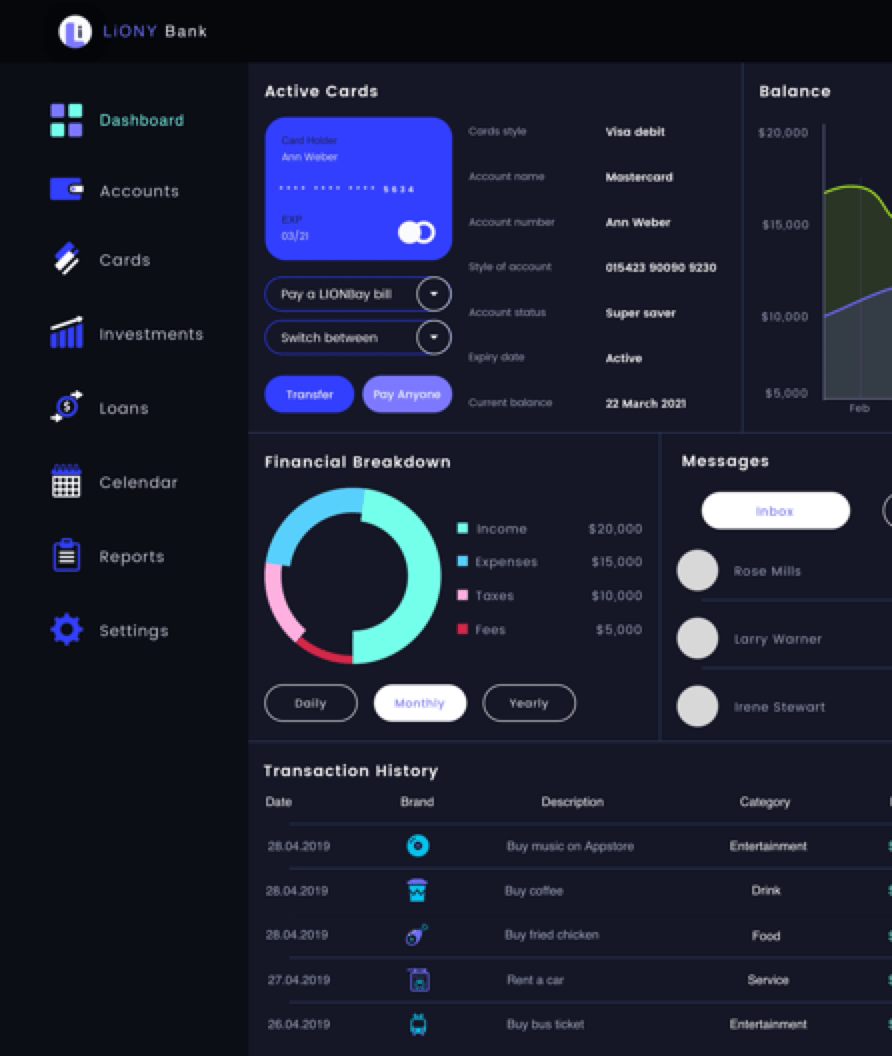 Li LiONY Bank
Dashboard
Accounts
Cards
Investments
Loans
Celendar
Reports
Settings
Active Cards
Card Holder
Ann Weber
**** **** **** 5634
EXP
03/21
Pay a LIONBay bill
Switch between
Transfer Pay Anyone
Cards style Visa debit
Account name Mastercard
Account number Ann Weber
Style of account 015423 90090 9230
Account status Super saver
Expiry date Active
Current balance 22 March 2021
Balance
$20,000
$15,000
$10,000
$5,000
Feb
Financial Breakdown
Income $20,000
Expenses $15,000
Taxes $10,000
Fees $5,000
Daily Monthly Yearly
Messages
Inbox
Rose Mills
Larry Warner
Irene Stewart
Transaction History
Date Brand Description Category
28.04.2019 Buy music on Appstore Entertainment
28.04.2019 Buy coffee Drink
28.04.2019 Buy fried chicken Food
27.04.2019 Rent a car Service
26.04.2019 Buy bus ticket Entertainment